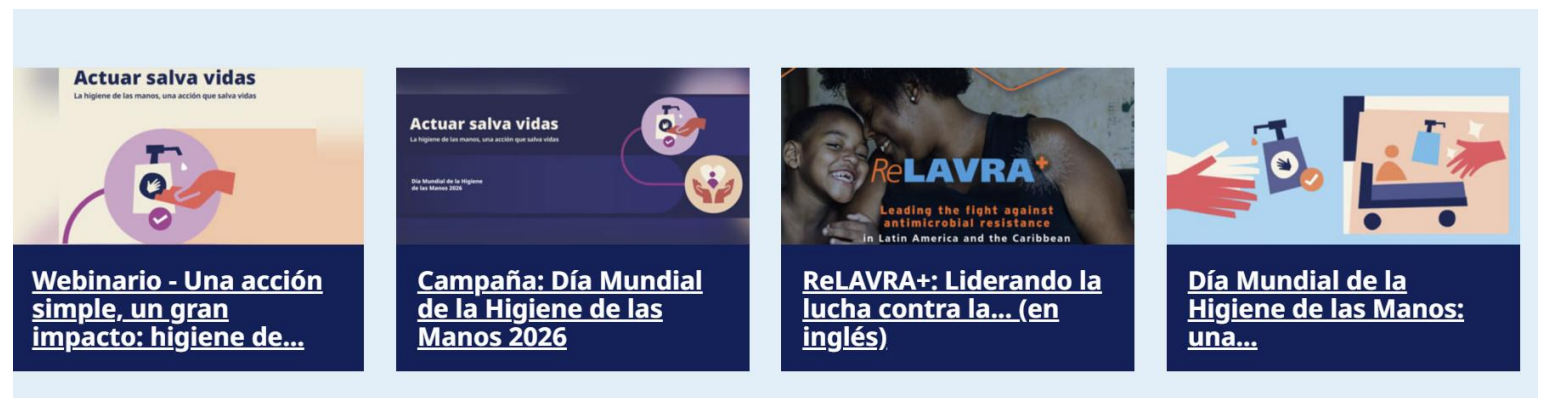 Actuar salva vidas
La higiene de las manos, una acción que salva vidas
Webinario - Una acción
simple, un gran
impacto: higiene de...
Actuar salva vidas
La higiene de las manos, una acción que salva vidas
Día Mundial de la Higiene
de las Manos 2026
Campaña: Día Mundial
de la Higiene de las
Manos 2026
ReLAVRA+
Leading the fight against
antimicrobial resistance
in Latin America and the Caribbean
ReLAVRA+: Liderando la
lucha contra la... (en
inglés)
Día Mundial de la
Higiene de las Manos:
una...